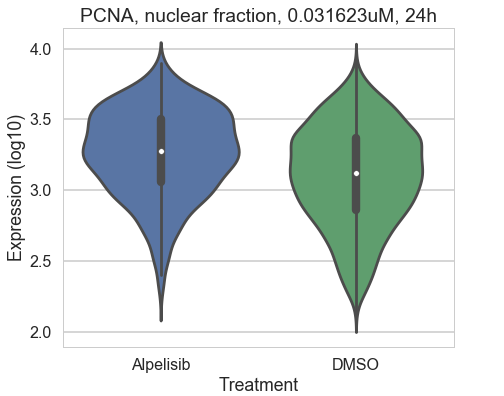 PCNA, nuclear fraction, 0.031623uM, 24h
4.0
3.5
3.0
2.5
2.0
Expression (log10)
Alpelisib DMSO
Treatment